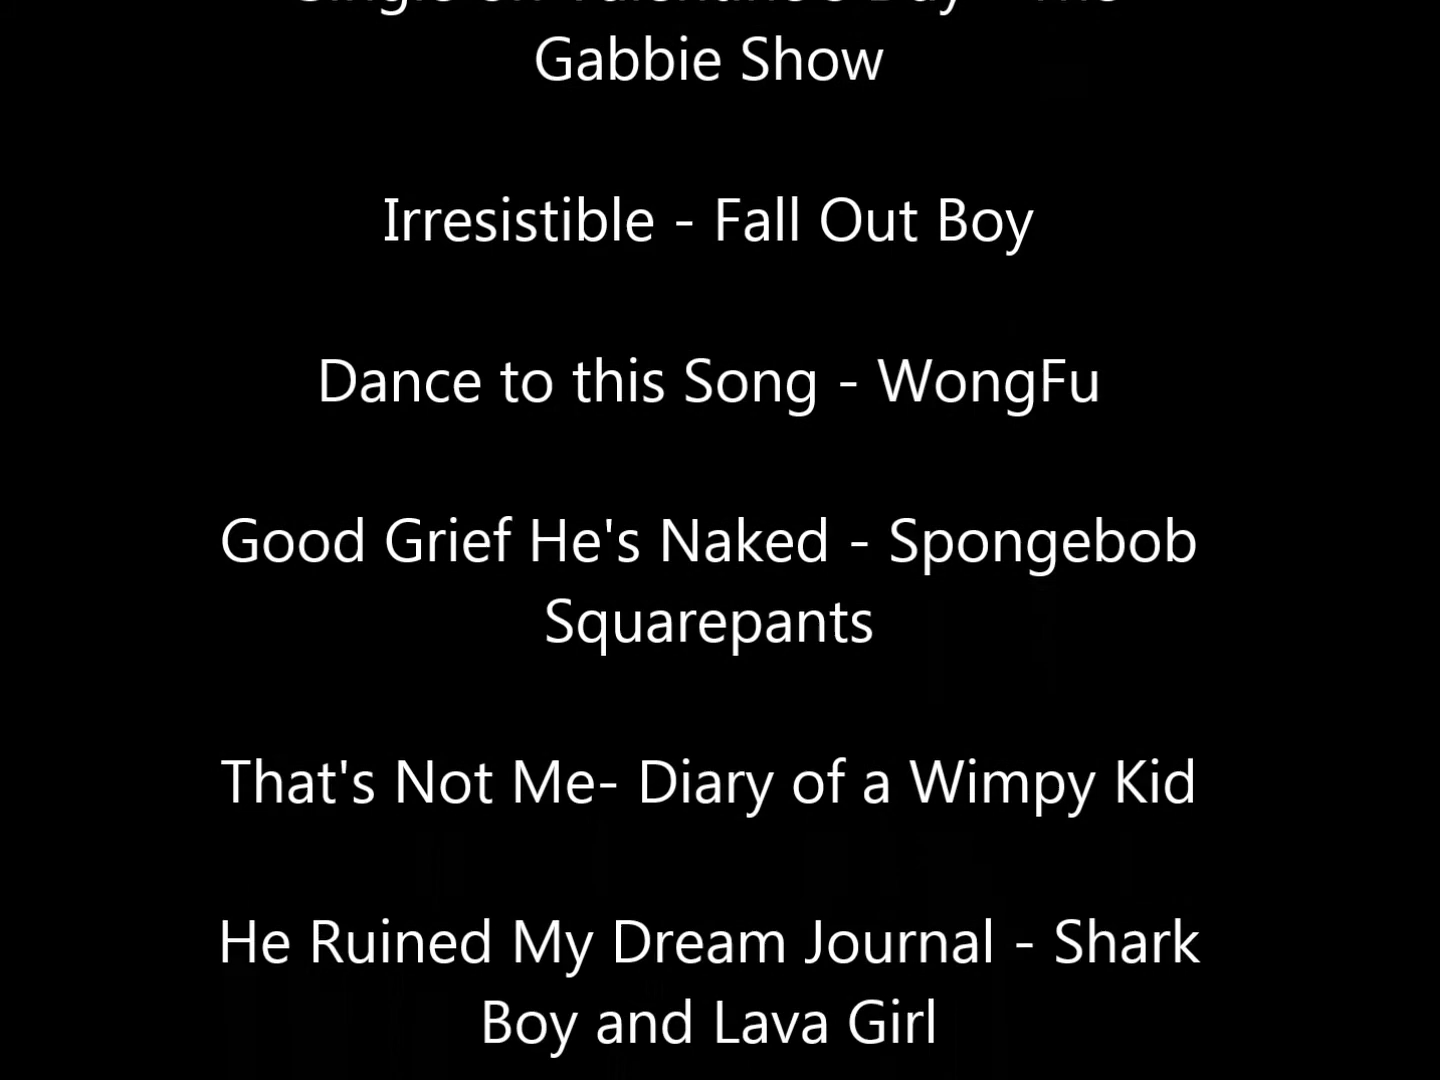 Gabbie Show
Irresistible - Fall Out Boy
Dance to this Song - WongFu
Good Grief He's Naked - Spongebob
Squarepants
That's Not Me- Diary of a Wimpy Kid
He Ruined My Dream Journal - Shark
Boy and Lava Girl